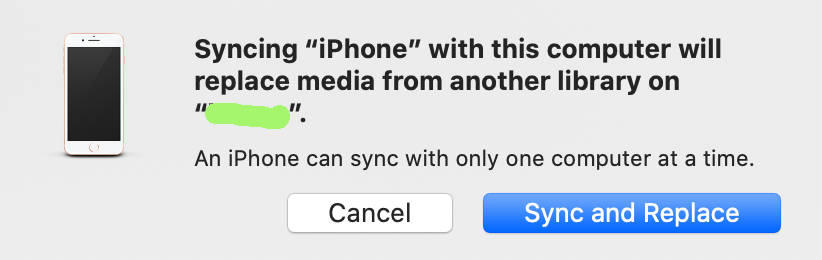 Syncing “iPhone” with this computer will
replace media from another library on
“ ”.
An iPhone can sync with only one computer at a time.
Cancel
Sync and Replace